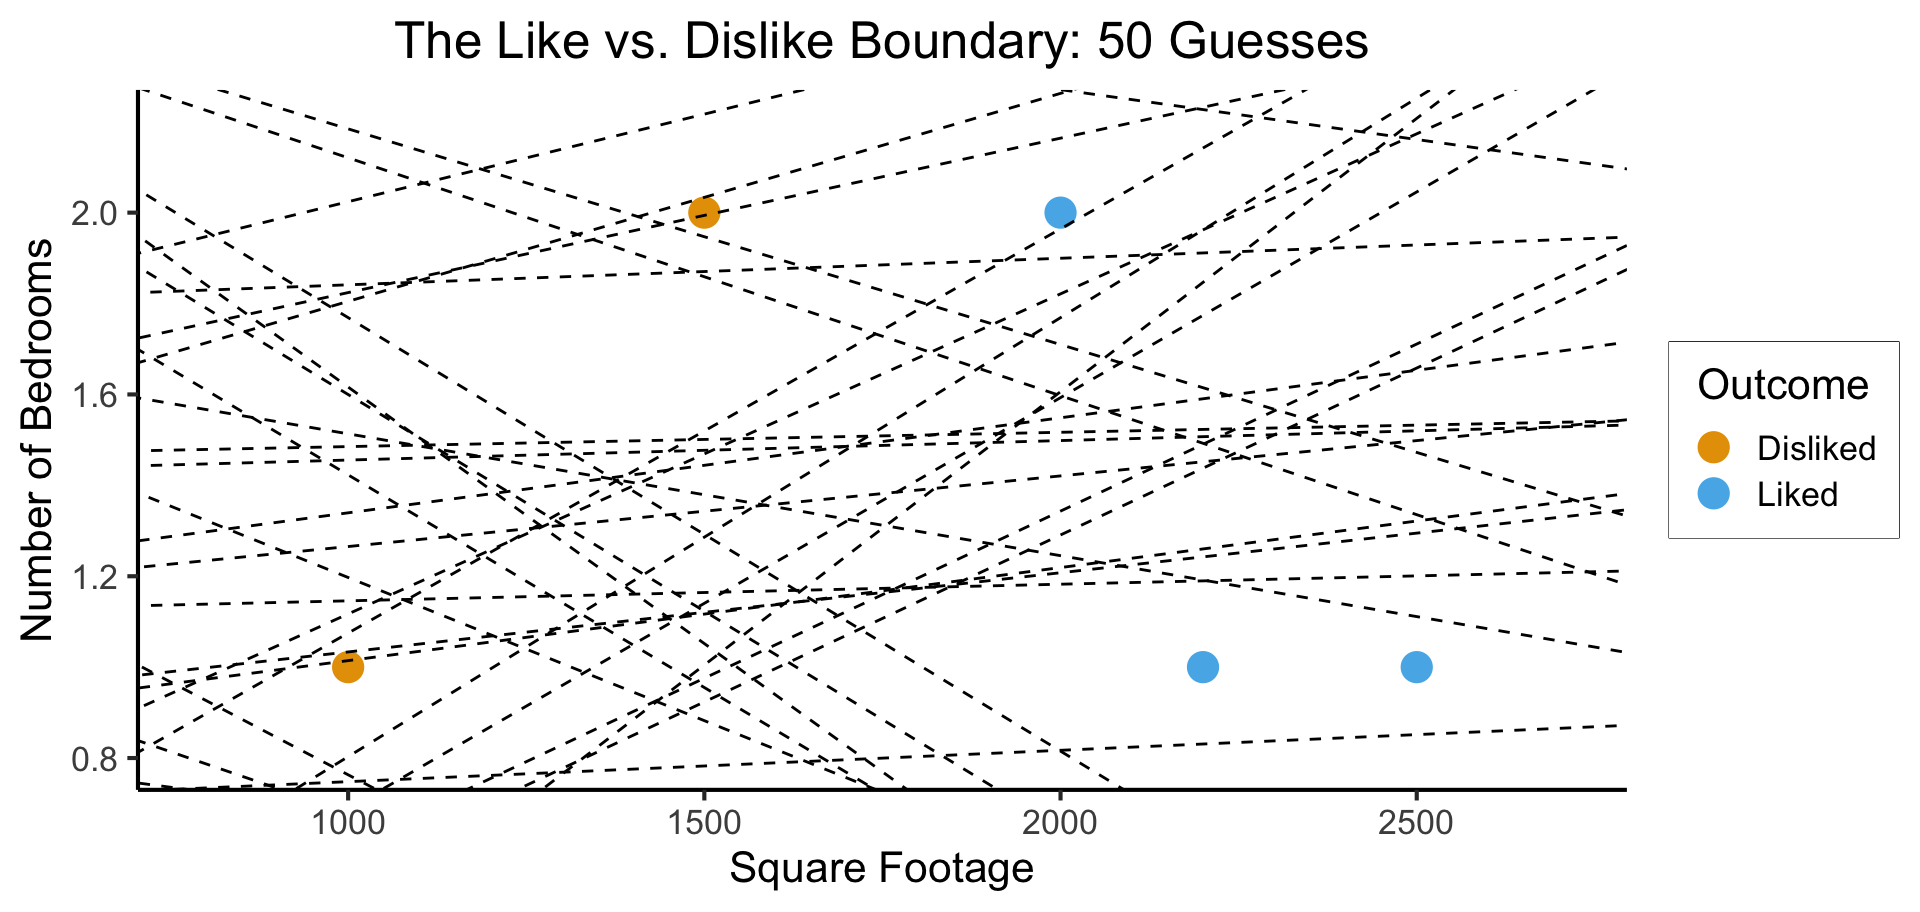 The Like vs. Dislike Boundary: 50 Guesses
Number of Bedrooms
2.0
1.6
1.2
0.8
1000
1500
2000
2500
Square Footage
Outcome
Disliked
Liked